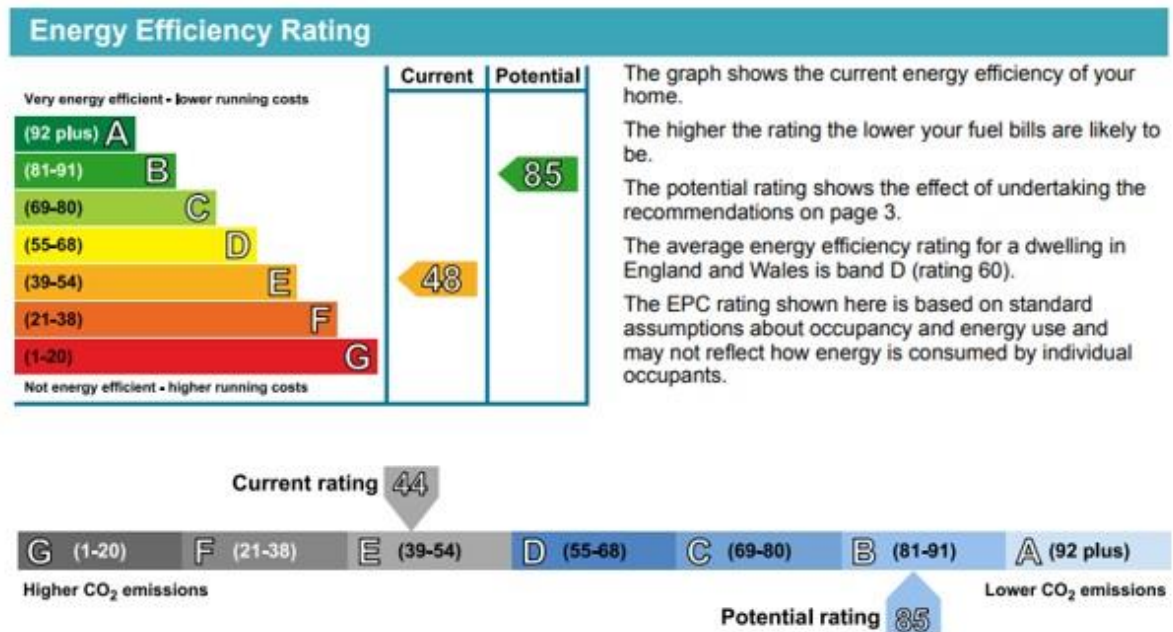 Energy Efficiency Rating
Current Potential
Very energy efficient - lower running costs
(92 plus) A
(81-91) B
85
(69-80) C
(55-68) D
(39-54) E
48
(21-38) F
(1-20) G
Not energy efficient - higher running costs
The graph shows the current energy efficiency of your
home.
The higher the rating the lower your fuel bills are likely to
be.
The potential rating shows the effect of undertaking the
recommendations on page 3.
The average energy efficiency rating for a dwelling in
England and Wales is band D (rating 60).
The EPC rating shown here is based on standard
assumptions about occupancy and energy use and
may not reflect how energy is consumed by individual
occupants.
Current rating 44
G (1-20) F (21-38) E (39-54) D (55-68) C (69-80) B (81-91) A (92 plus)
Higher CO₂ emissions Lower CO₂ emissions
Potential rating 85